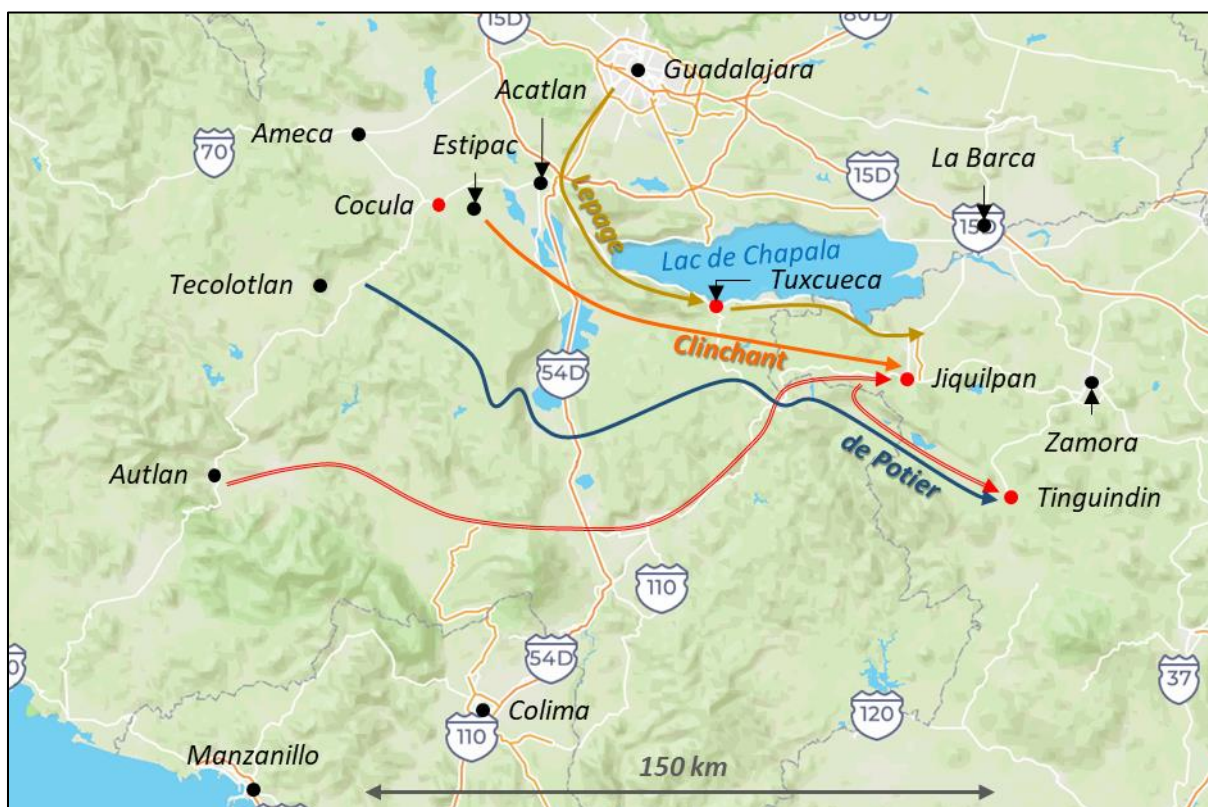 15D
80D
Guadalajara
Acatlan
Ameca
Estipac
70
La Barca
15D
Cocula
Lepage
15D
Lac de Chapala
Tecolotlan
Tuxcueca
Clinchant
54D
Jiquilpan
Zamora
de Potier
Autlan
Tinguindin
110
54D
37
Colima
120
110
Manzanillo
150 km